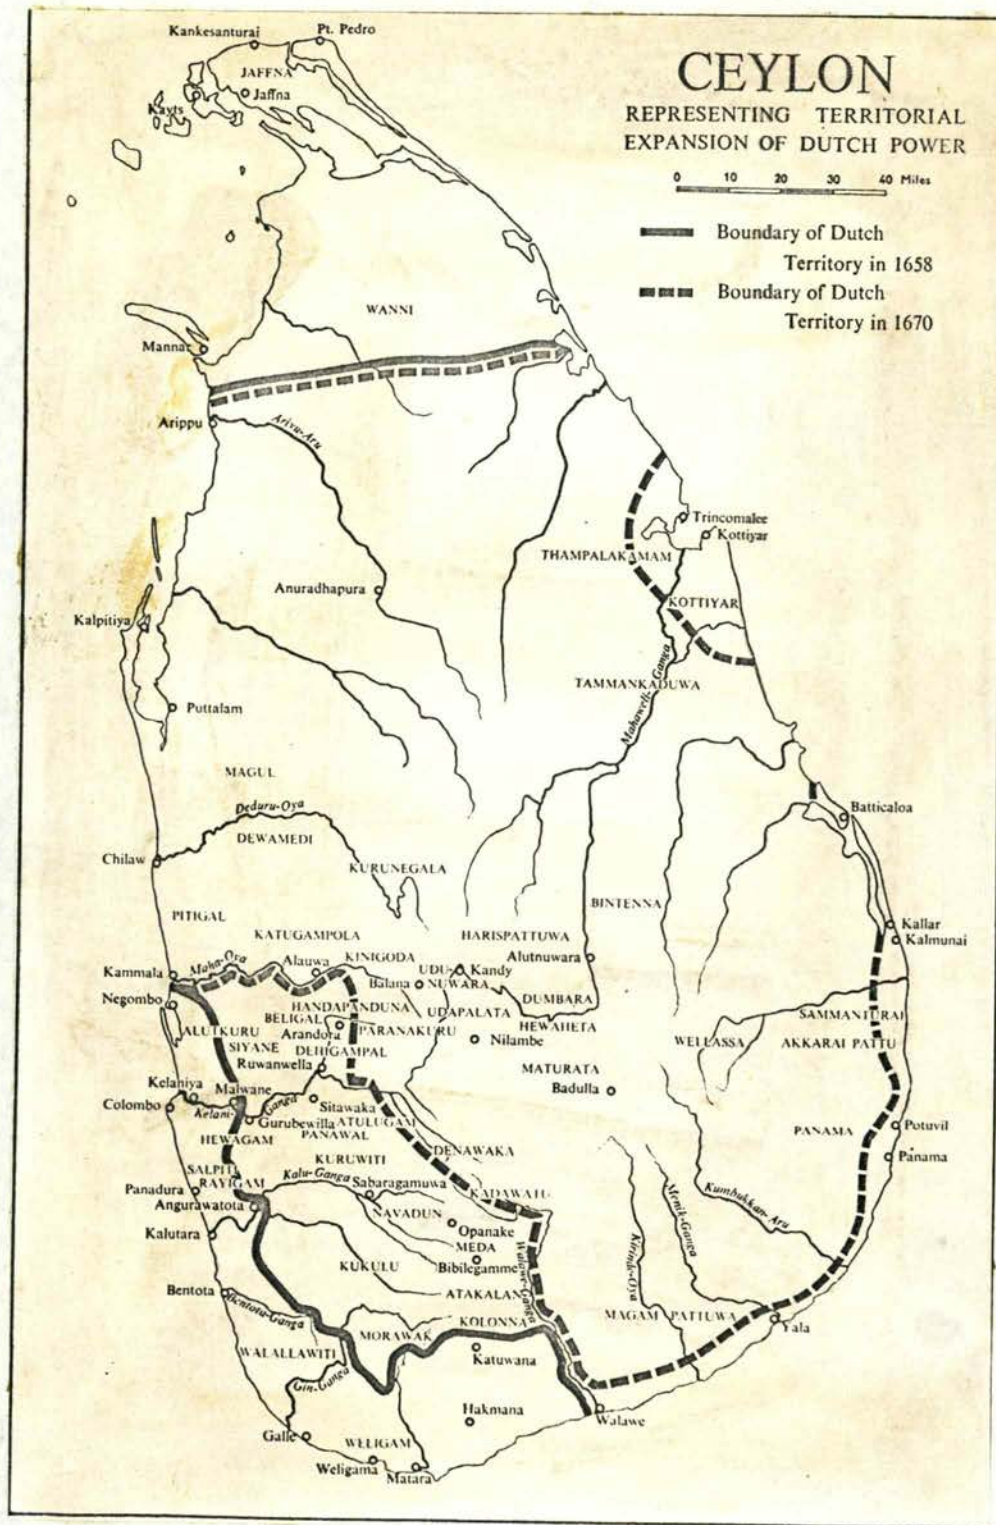 CEYLON
REPRESENTING TERRITORIAL
EXPANSION OF DUTCH POWER
0 10 20 30 40 Miles
Boundary of Dutch
Territory in 1658
Boundary of Dutch
Territory in 1670
Kankesanturai
Pt. Pedro
JAFFNA
Jaffna
Kayts
WANNI
Mannar
Arippu
Arivu-Aru
Trincomalee
Kottiyar
THAMPALAKAMAM
Anuradhapura
KOTTIYAR
Kalpitiya
Mahaweli-Ganga
TAMMANKADUWA
Puttalam
MAGUL
Deduru-Oya
DEWAMEDI
Batticaloa
Chilaw
KURUNEGALA
BINTENNA
PITIGAL
KATUGAMPOLA
HARISPATTUWA
Kallar
Kalmunai
Kammala
Maha-Oya
Alauwa
KINIGODA
UDU-
NUWARA
Kandy
Alutnuwara
Balana
Negombo
HANDAPANDUNA
UDAPALATA
DUMBARA
BELIGAL
ALUTKURU
SIYANE
Arandora
PARANAKURU
HEWAHETA
Nilambe
SAMMANTURAI
WELLASSA
AKKARAI PATTU
DEHIGAMPAL
Ruwanwella
MATURATA
Badulla
Kelaniya
Malwane
Colombo
Kelani-
Ganga
Sitawaka
Gurubewilla
ATULUGAM
PANAWAL
HEWAGAM
DENAWAKA
PANAMA
Potuvil
Panama
KURUWITI
SALPITI
RAYIGAM
Kalu-Ganga
Sabaragamuwa
KADAWATU
Panadura
Angurawatota
NAVADUN
Kumbukkan-Aru
Menik-Ganga
Kalutara
Opanake
MEDA
Bibilegamme
KUKULU
Walawe-Ganga
Kirindi-Oya
Bentota
Bentota-Ganga
ATAKALAN
KOLONNA
MAGAM PATTUWA
Yala
MORAWAK
WALALLAWITI
Katuwana
Gin-Ganga
Hakmana
Walawe
Galle
WELIGAM
Weligama
Matara